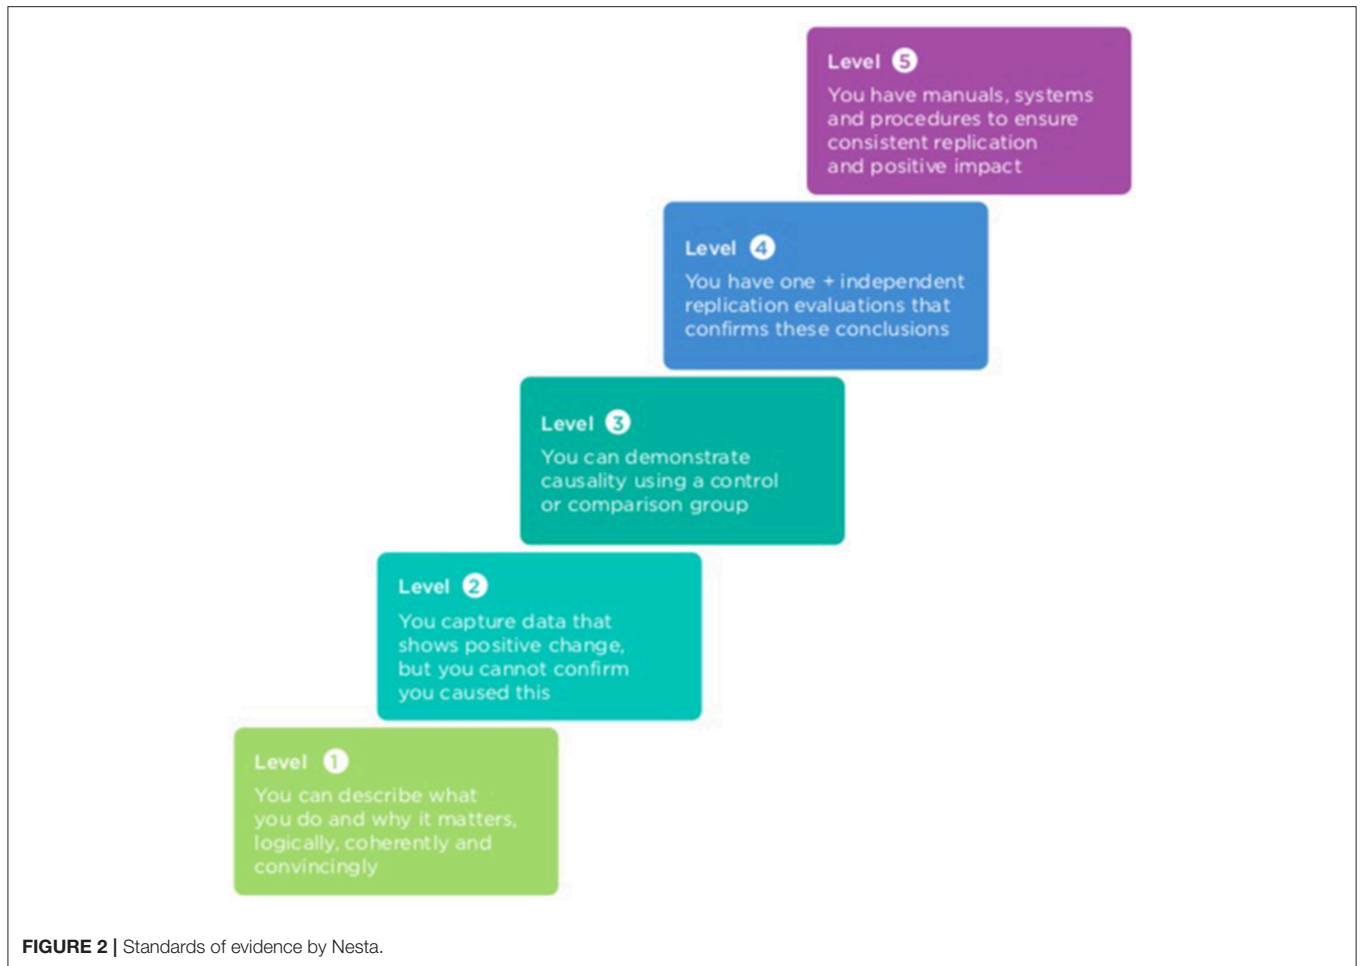 Level 5
You have manuals, systems
and procedures to ensure
consistent replication
and positive impact
Level 4
You have one + independent
replication evaluations that
confirms these conclusions
Level 3
You can demonstrate
causality using a control
or comparison group
Level 2
You capture data that
shows positive change,
but you cannot confirm
you caused this
Level 1
You can describe what
you do and why it matters,
logically, coherently and
convincingly
FIGURE 2 | Standards of evidence by Nesta.